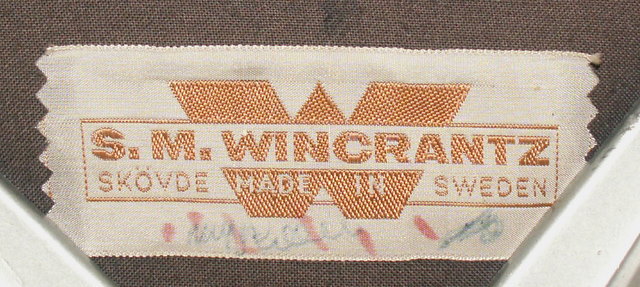 S. M. WINCRANTZ
SKÖVDE MADE IN SWEDEN